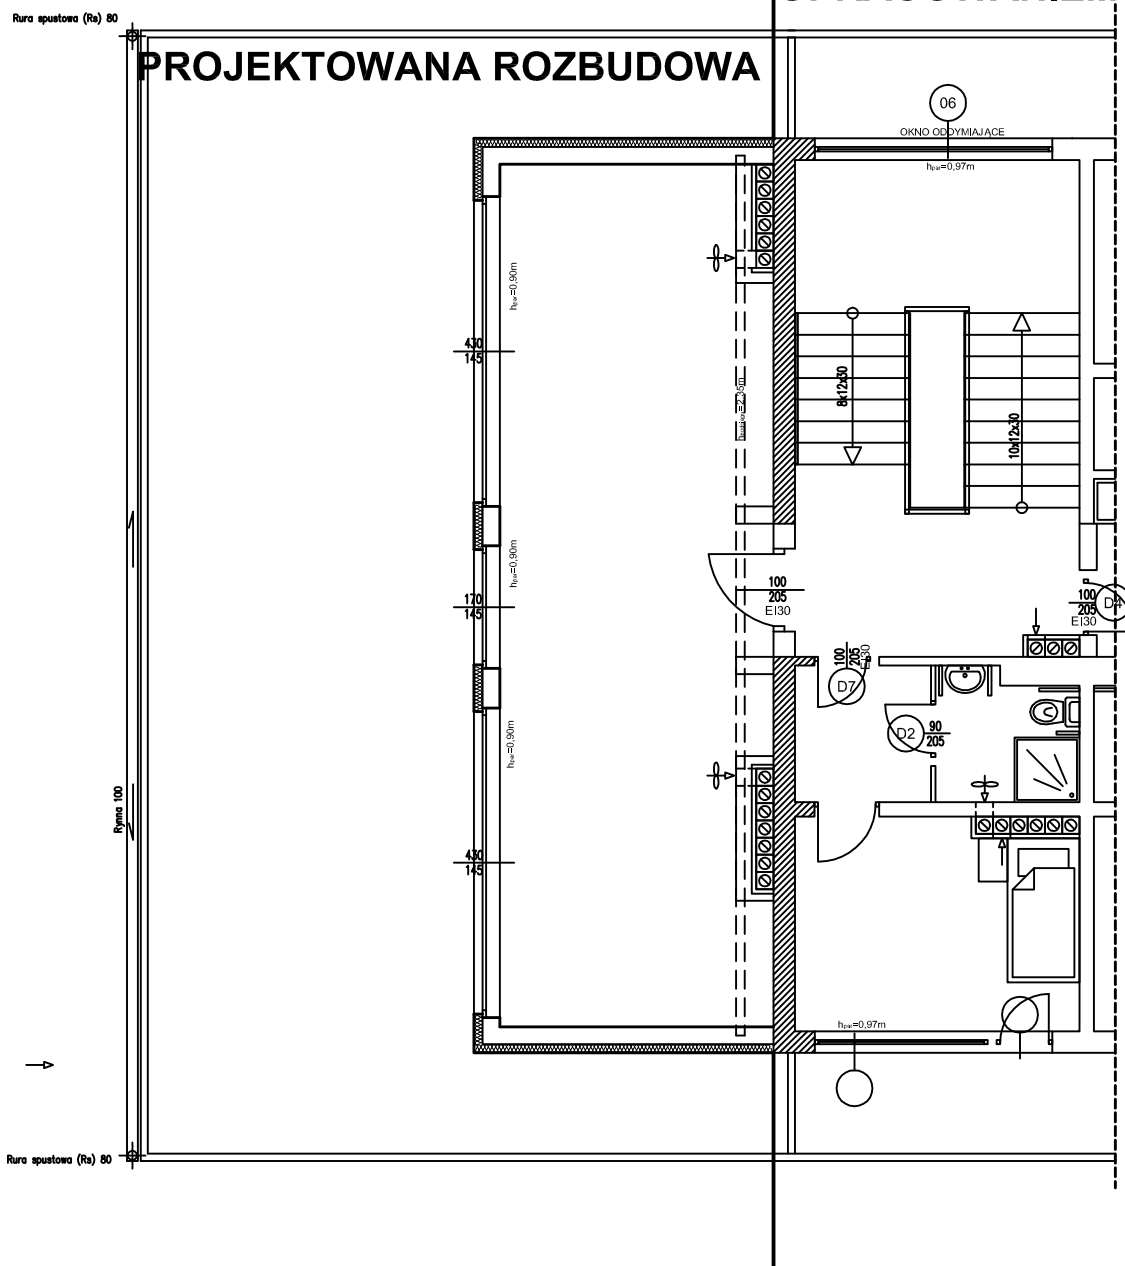 Rura spustowa (Rs) 80
PROJEKTOWANA ROZBUDOWA
06
OKNO ODDYMIAJĄCE
hpar=0,97m
hpar=0,90m
430
145
8x12x30
10x12x30
hpar=0,90m
170
145
100
205
EI30
100
205
EI30
D4
100
205
EI30
D7
D2
90
205
hpar=0,90m
Rynna 100
430
145
hpar=0,97m
Rura spustowa (Rs) 80